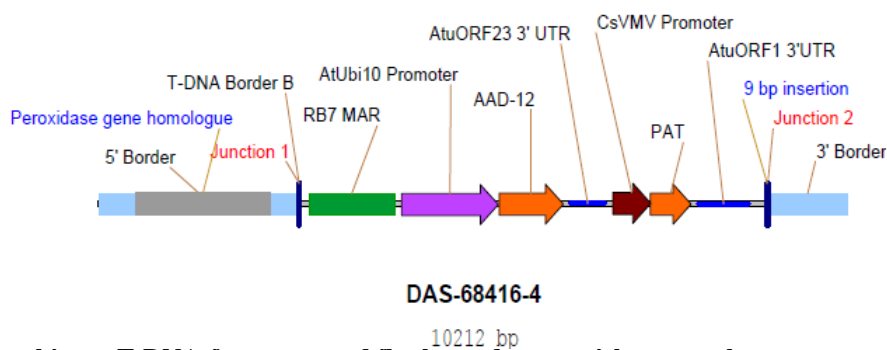 CsVMV Promoter
AtuORF23 3' UTR
AtuORF1 3'UTR
AtUbi10 Promoter
T-DNA Border B
AAD-12
9 bp insertion
Peroxidase gene homologue
RB7 MAR
Junction 2
PAT
5' Border
Junction 1
3' Border
DAS-68416-4
10212 bp